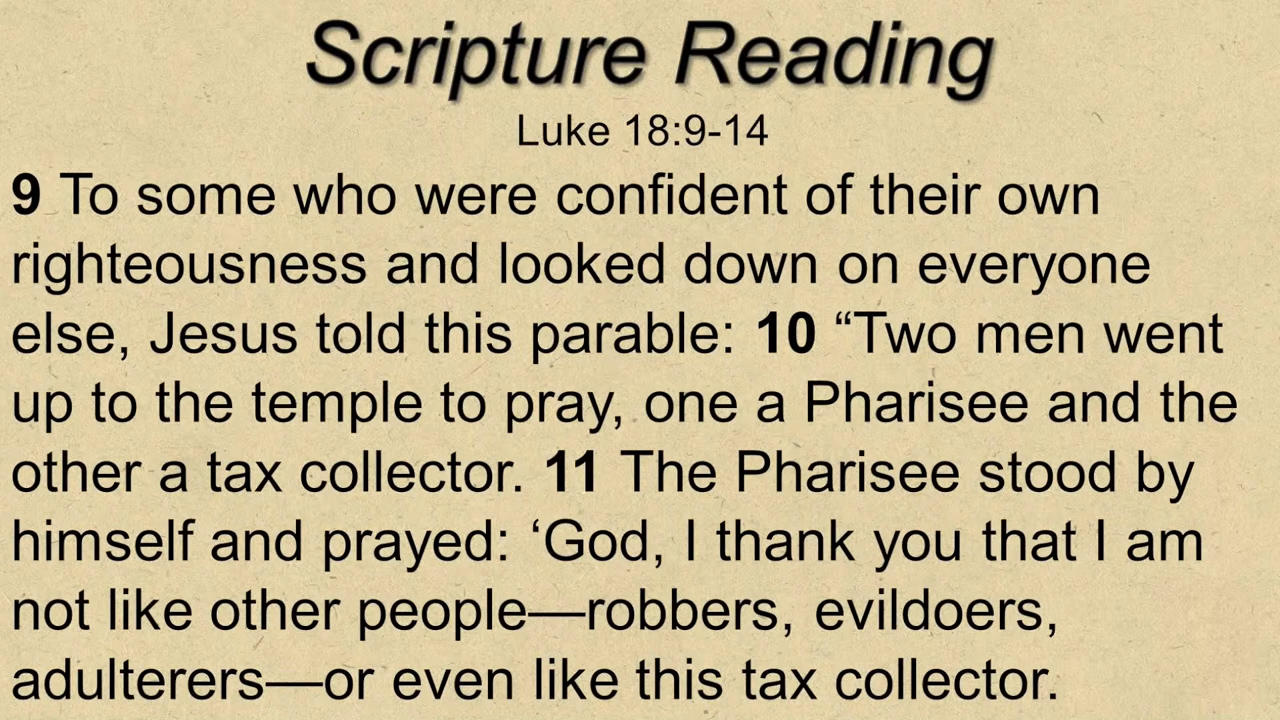 Scripture Reading
Luke 18:9-14
9 To some who were confident of their own
righteousness and looked down on everyone
else, Jesus told this parable: 10 “Two men went
up to the temple to pray, one a Pharisee and the
other a tax collector. 11 The Pharisee stood by
himself and prayed: ‘God, I thank you that I am
not like other people—robbers, evildoers,
adulterers—or even like this tax collector.